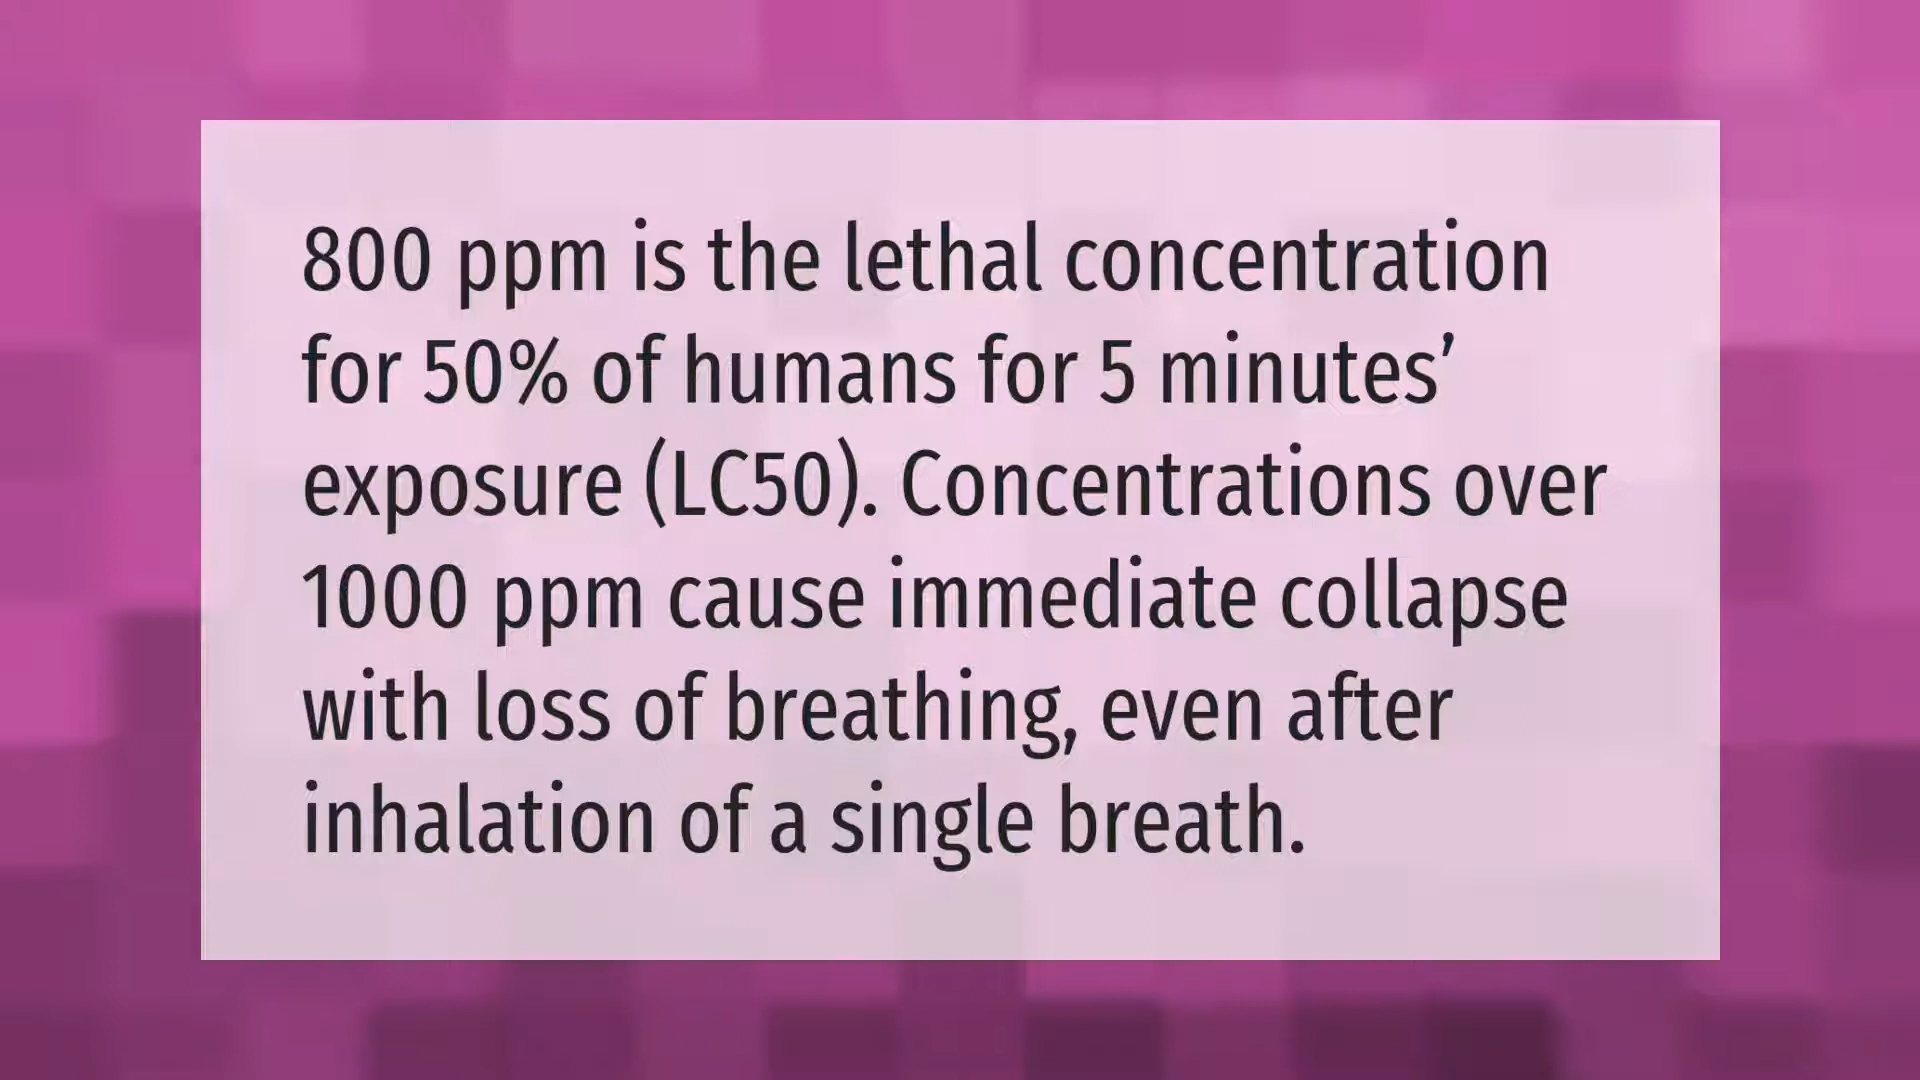 800 ppm is the lethal concentration
for 50% of humans for 5 minutes’
exposure (LC50). Concentrations over
1000 ppm cause immediate collapse
with loss of breathing, even after
inhalation of a single breath.